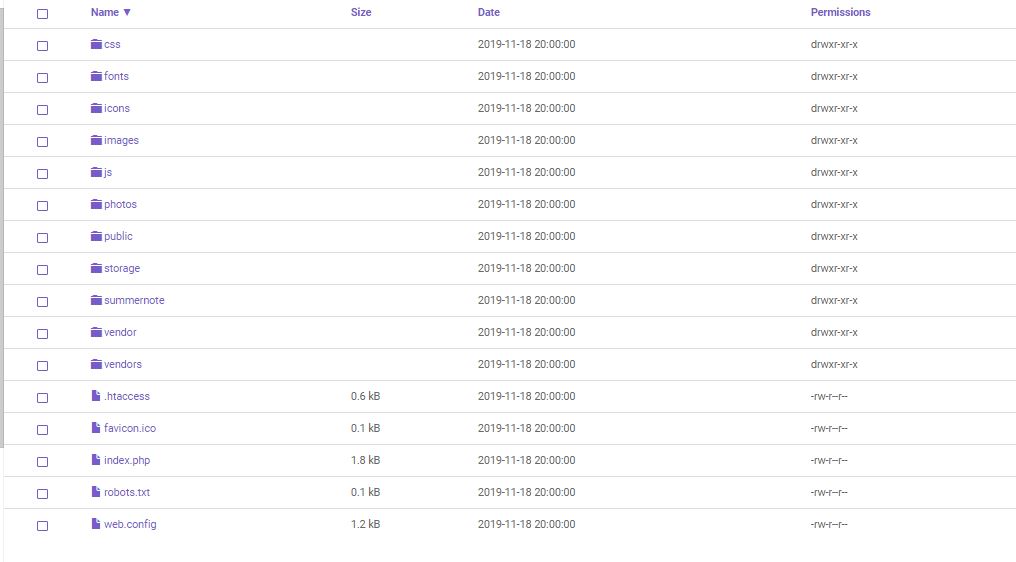 Name ▼ Size Date Permissions
css 2019-11-18 20:00:00 drwxr-xr-x
fonts 2019-11-18 20:00:00 drwxr-xr-x
icons 2019-11-18 20:00:00 drwxr-xr-x
images 2019-11-18 20:00:00 drwxr-xr-x
js 2019-11-18 20:00:00 drwxr-xr-x
photos 2019-11-18 20:00:00 drwxr-xr-x
public 2019-11-18 20:00:00 drwxr-xr-x
storage 2019-11-18 20:00:00 drwxr-xr-x
summernote 2019-11-18 20:00:00 drwxr-xr-x
vendor 2019-11-18 20:00:00 drwxr-xr-x
vendors 2019-11-18 20:00:00 drwxr-xr-x
.htaccess 0.6 kB 2019-11-18 20:00:00 -rw-r--r--
favicon.ico 0.1 kB 2019-11-18 20:00:00 -rw-r--r--
index.php 1.8 kB 2019-11-18 20:00:00 -rw-r--r--
robots.txt 0.1 kB 2019-11-18 20:00:00 -rw-r--r--
web.config 1.2 kB 2019-11-18 20:00:00 -rw-r--r--